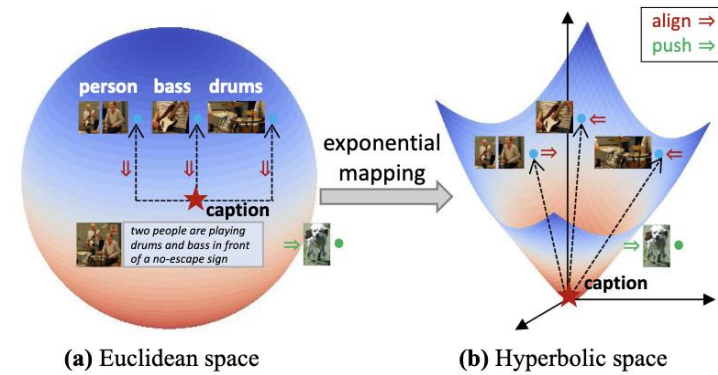 person bass drums
caption
two people are playing
drums and bass in front
of a no-escape sign
(a) Euclidean space
exponential
mapping
align ⇒
push ⇒
caption
(b) Hyperbolic space